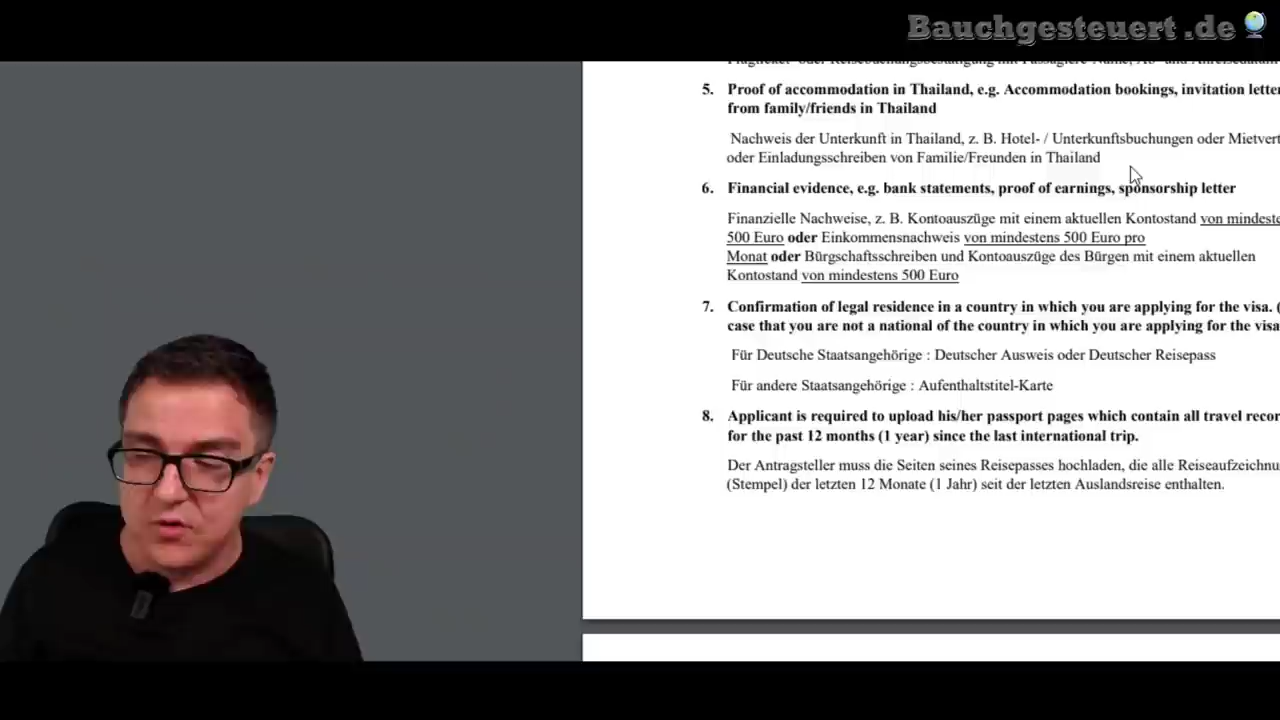 Bauchgesteuert .de
5. Proof of accommodation in Thailand, e.g. Accommodation bookings, invitation letter
from family/friends in Thailand
Nachweis der Unterkunft in Thailand, z. B. Hotel- / Unterkunftsbuchungen oder Mietvert
oder Einladungsschreiben von Familie/Freunden in Thailand
6. Financial evidence, e.g. bank statements, proof of earnings, sponsorship letter
Finanzielle Nachweise, z. B. Kontoauszüge mit einem aktuellen Kontostand von mindeste
500 Euro oder Einkommensnachweis von mindestens 500 Euro pro
Monat oder Bürgschaftsschreiben und Kontoauszüge des Bürgen mit einem aktuellen
Kontostand von mindestens 500 Euro
7. Confirmation of legal residence in a country in which you are applying for the visa. (
case that you are not a national of the country in which you are applying for the visa
Für Deutsche Staatsangehörige : Deutscher Ausweis oder Deutscher Reisepass
Für andere Staatsangehörige : Aufenthaltstitel-Karte
8. Applicant is required to upload his/her passport pages which contain all travel recor
for the past 12 months (1 year) since the last international trip.
Der Antragsteller muss die Seiten seines Reisepasses hochladen, die alle Reiseaufzeichnu
(Stempel) der letzten 12 Monate (1 Jahr) seit der letzten Auslandsreise enthalten.